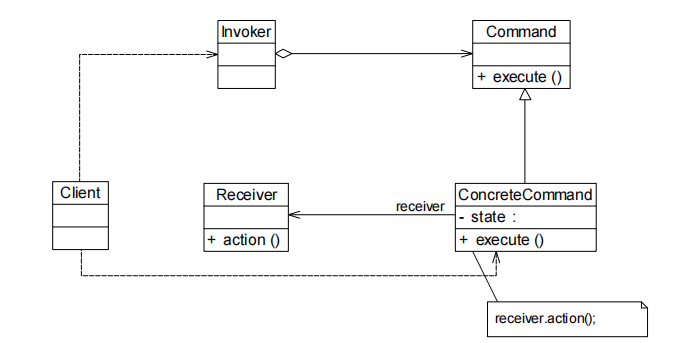 Invoker
Command
+ execute ()
Client
Receiver
+ action ()
receiver
ConcreteCommand
- state :
+ execute ()
receiver.action();